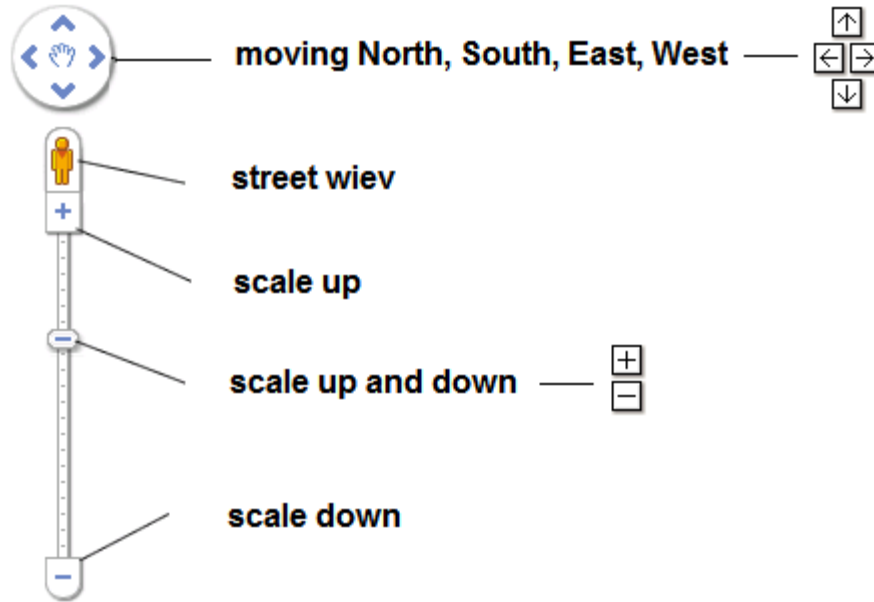 moving North, South, East, West
street wiev
scale up
scale up and down
scale down